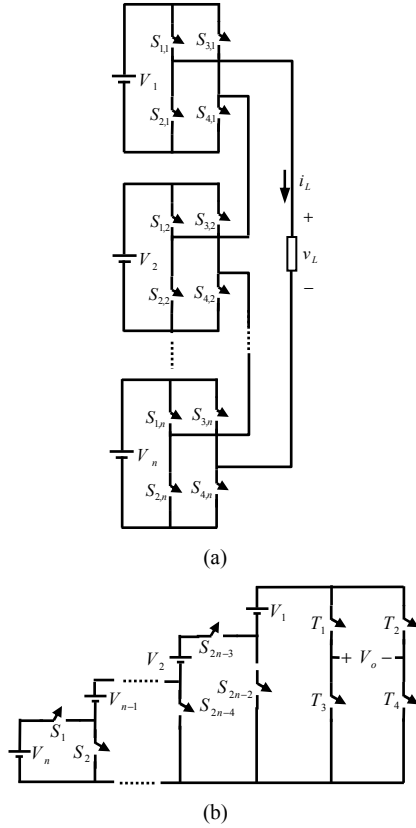 S1,1 S3,1
V1
S2,1 S4,1
iL
+
S1,2 S3,2
V2
vL
−
S2,2 S4,2
S1,n S3,n
Vn
S2,n S4,n
(a)
V1
T1 T2
V2 S2n−3
+ Vo −
S2n−2
Vn−1
S1
S2n−4
T3 T4
Vn S2
(b)